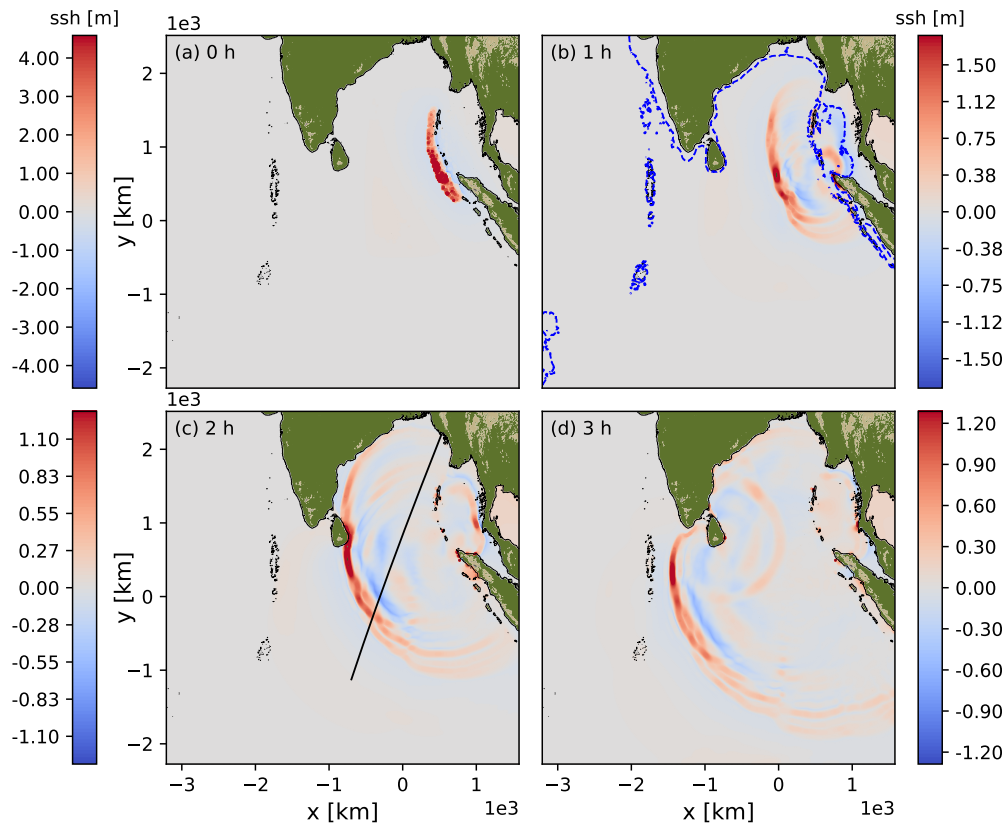 ssh [m]
1e3
ssh [m]
(a) 0 h
(b) 1 h
4.00
3.00
2.00
1.00
0.00
-1.00
-2.00
-3.00
-4.00
y [km]
2
1
0
−1
−2
1.50
1.12
0.75
0.38
0.00
-0.38
-0.75
-1.12
-1.50
1e3
(c) 2 h
(d) 3 h
1.10
0.83
0.55
0.27
0.00
-0.28
-0.55
-0.83
-1.10
y [km]
2
1
0
−1
−2
1.20
0.90
0.60
0.30
0.00
-0.30
-0.60
-0.90
-1.20
−3 −2 −1 0 1
−3 −2 −1 0 1
x [km]
1e3
x [km]
1e3